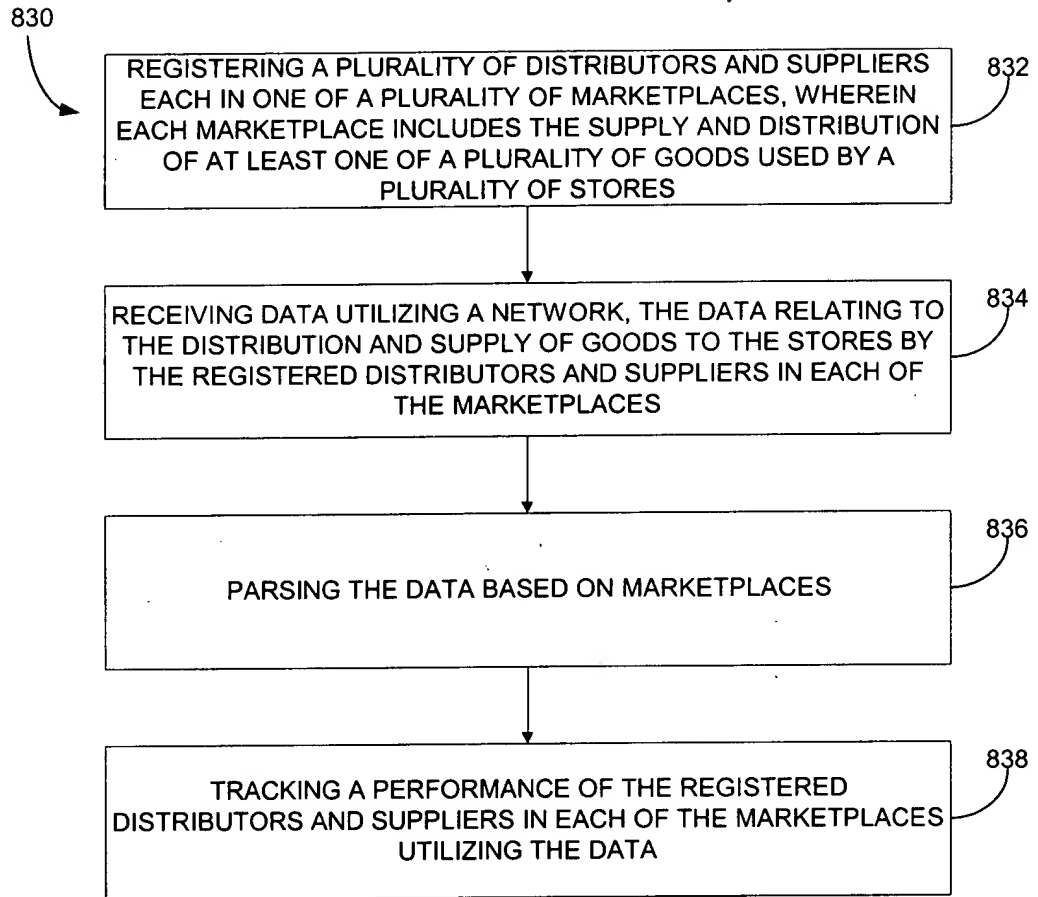 830
REGISTERING A PLURALITY OF DISTRIBUTORS AND SUPPLIERS
EACH IN ONE OF A PLURALITY OF MARKETPLACES, WHEREIN
EACH MARKETPLACE INCLUDES THE SUPPLY AND DISTRIBUTION
OF AT LEAST ONE OF A PLURALITY OF GOODS USED BY A
PLURALITY OF STORES
832
RECEIVING DATA UTILIZING A NETWORK, THE DATA RELATING TO
THE DISTRIBUTION AND SUPPLY OF GOODS TO THE STORES BY
THE REGISTERED DISTRIBUTORS AND SUPPLIERS IN EACH OF
THE MARKETPLACES
834
PARSING THE DATA BASED ON MARKETPLACES
836
TRACKING A PERFORMANCE OF THE REGISTERED
DISTRIBUTORS AND SUPPLIERS IN EACH OF THE MARKETPLACES
UTILIZING THE DATA
838